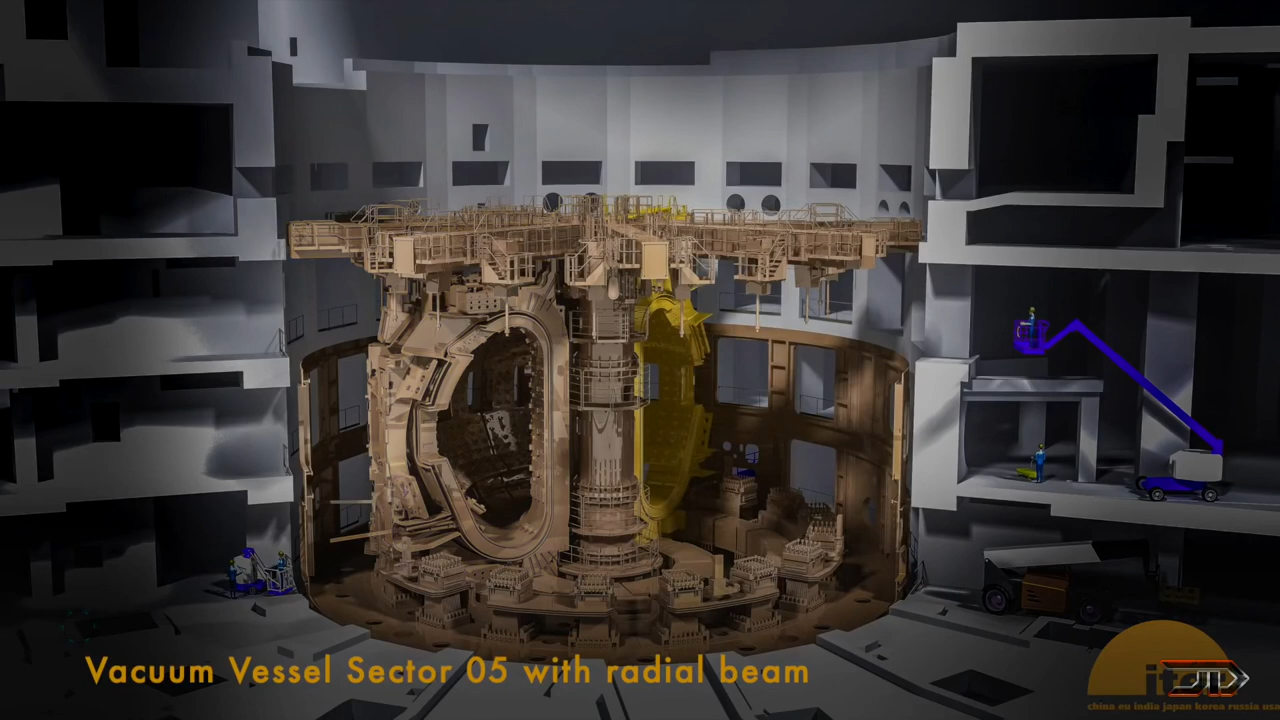 Vacuum Vessel Sector 05 with radial beam
china eu india japan korea russia usa